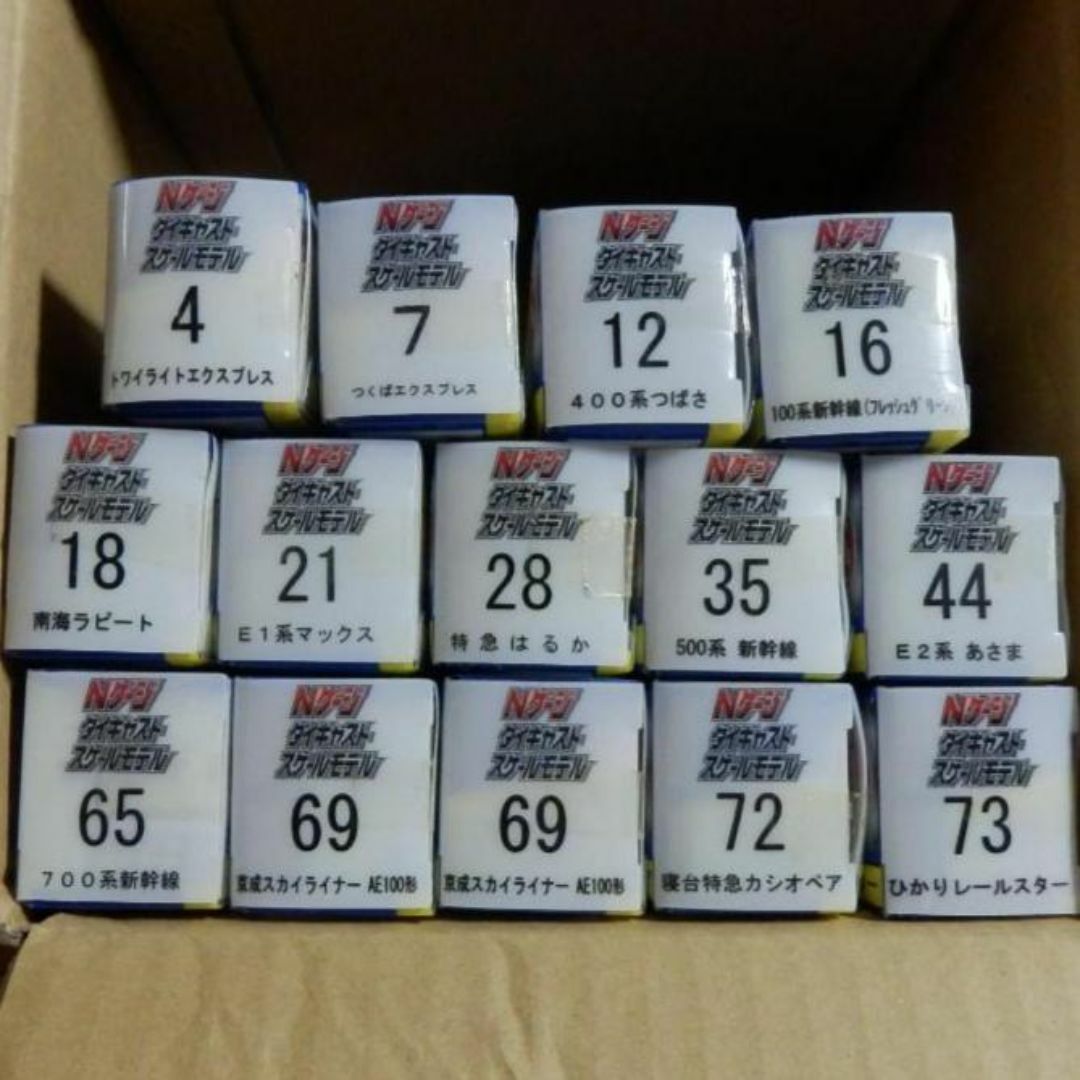 Nゲージ
ダイキャスト
スケールモデル
4
トワイライトエクスプレス
Nゲージ
ダイキャスト
スケールモデル
7
つくばエクスプレス
Nゲージ
ダイキャスト
スケールモデル
12
400系つばさ
Nゲージ
ダイキャスト
スケールモデル
16
100系新幹線(フレッシュグリーン)
Nゲージ
ダイキャスト
スケールモデル
18
南海ラピート
Nゲージ
ダイキャスト
スケールモデル
21
E1系マックス
Nゲージ
ダイキャスト
スケールモデル
28
特急はるか
Nゲージ
ダイキャスト
スケールモデル
35
500系 新幹線
Nゲージ
ダイキャスト
スケールモデル
44
E2系 あさま
Nゲージ
ダイキャスト
スケールモデル
65
700系新幹線
Nゲージ
ダイキャスト
スケールモデル
69
京成スカイライナー AE100形
Nゲージ
ダイキャスト
スケールモデル
69
京成スカイライナー AE100形
Nゲージ
ダイキャスト
スケールモデル
72
寝台特急カシオペア
Nゲージ
ダイキャスト
スケールモデル
73
ひかりレールスター